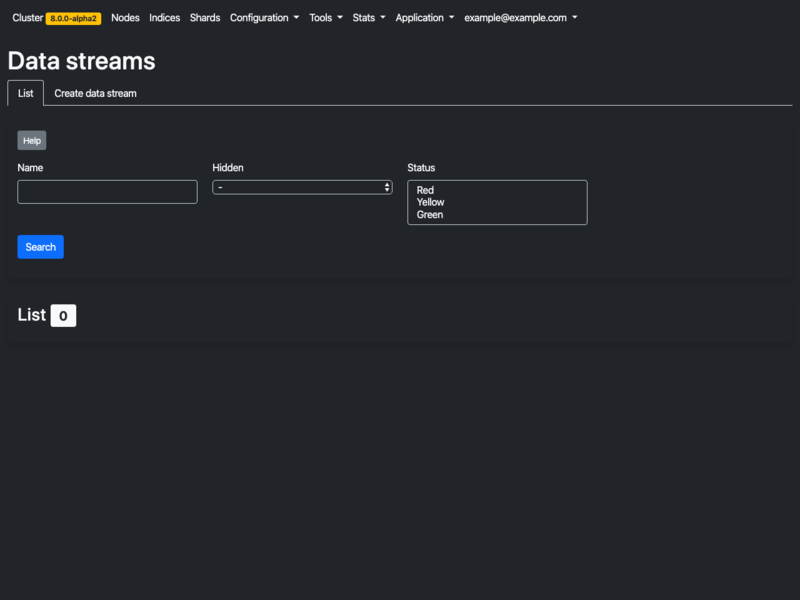 Cluster 8.0.0-alpha2 Nodes Indices Shards Configuration Tools Stats Application example@example.com
Data streams
List Create data stream
Help
Name Hidden Status
-
Red
Yellow
Green
Search
List 0